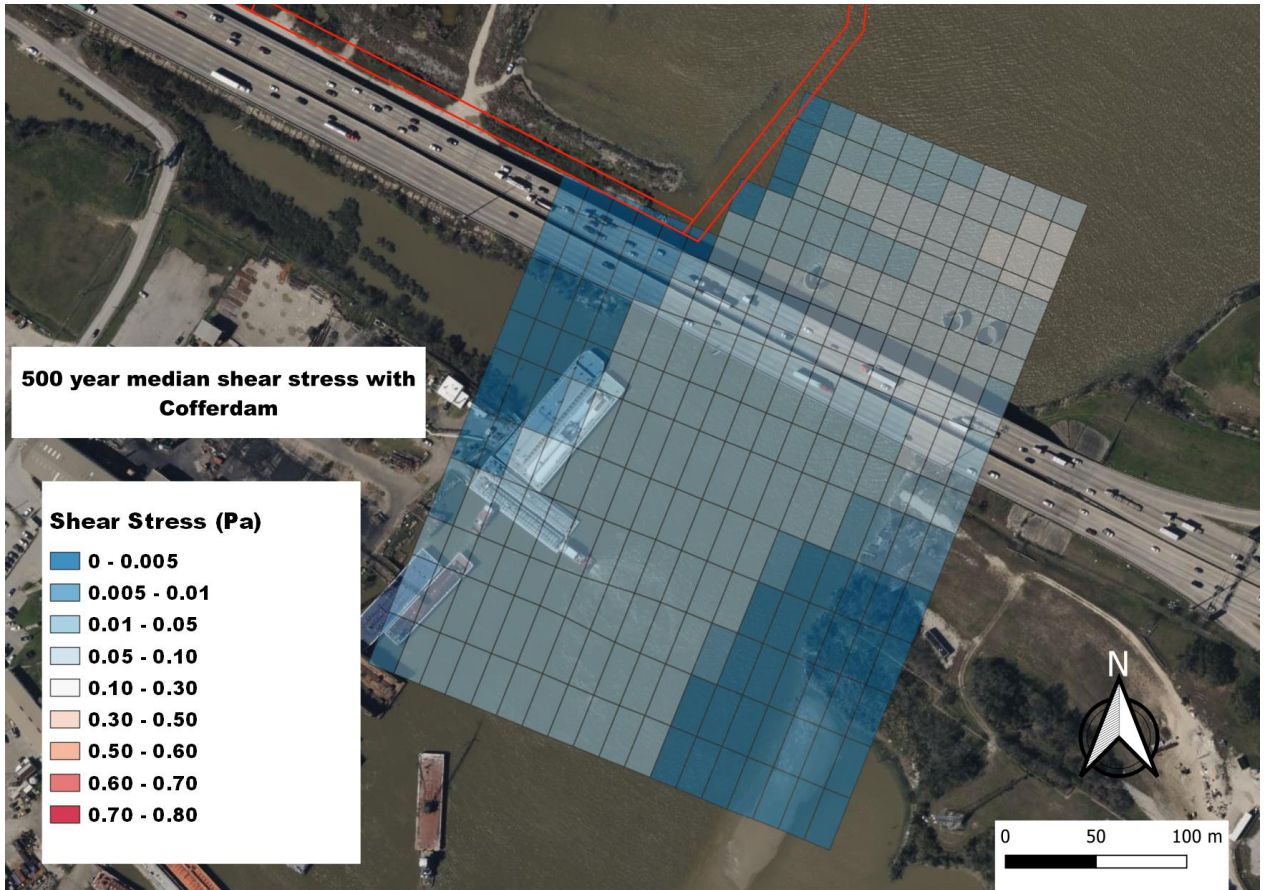 500 year median shear stress with
Cofferdam
Shear Stress (Pa)
0 - 0.005
0.005 - 0.01
0.01 - 0.05
0.05 - 0.10
0.10 - 0.30
0.30 - 0.50
0.50 - 0.60
0.60 - 0.70
0.70 - 0.80
N
0 50 100 m